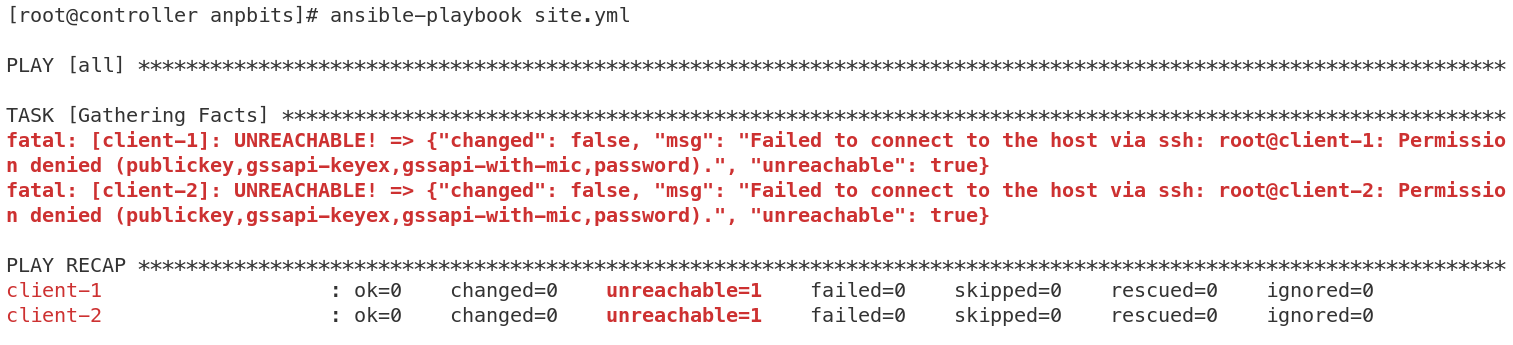 [root@controller anpbits]# ansible-playbook site.yml
PLAY [all] ******************************************************************************************************************
TASK [Gathering Facts] ******************************************************************************************************
fatal: [client-1]: UNREACHABLE! => {"changed": false, "msg": "Failed to connect to the host via ssh: root@client-1: Permissio
n denied (publickey,gssapi-keyex,gssapi-with-mic,password).", "unreachable": true}
fatal: [client-2]: UNREACHABLE! => {"changed": false, "msg": "Failed to connect to the host via ssh: root@client-2: Permissio
n denied (publickey,gssapi-keyex,gssapi-with-mic,password).", "unreachable": true}
PLAY RECAP ******************************************************************************************************************
client-1                   : ok=0    changed=0    unreachable=1    failed=0    skipped=0    rescued=0    ignored=0
client-2                   : ok=0    changed=0    unreachable=1    failed=0    skipped=0    rescued=0    ignored=0